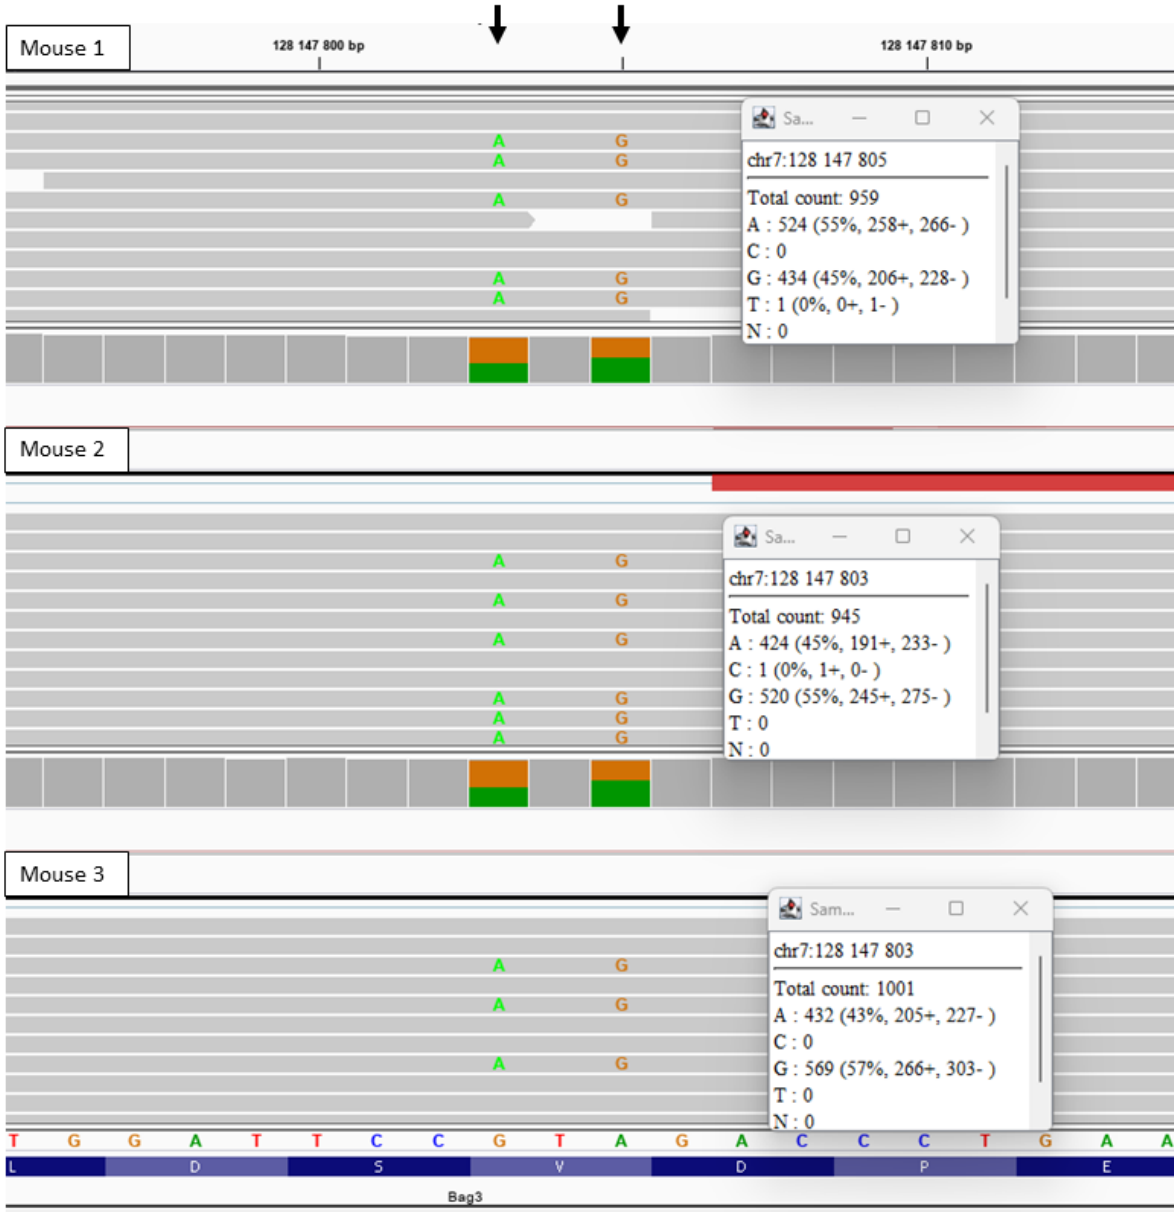 Mouse 1
128 147 800 bp
128 147 810 bp
A G
A G
A G
A G
A G
Sa...
chr7:128 147 805
Total count: 959
A : 524 (55%, 258+, 266- )
C : 0
G : 434 (45%, 206+, 228- )
T : 1 (0%, 0+, 1- )
N : 0
Mouse 2
A G
A G
A G
A G
A G
A G
Sa...
chr7:128 147 803
Total count: 945
A : 424 (45%, 191+, 233- )
C : 1 (0%, 1+, 0- )
G : 520 (55%, 245+, 275- )
T : 0
N : 0
Mouse 3
A G
A G
A G
Sam...
chr7:128 147 803
Total count: 1001
A : 432 (43%, 205+, 227- )
C : 0
G : 569 (57%, 266+, 303- )
T : 0
N : 0
T G G A T T C C G T A G A C C C T G A A
L D S V D P E
Bag3